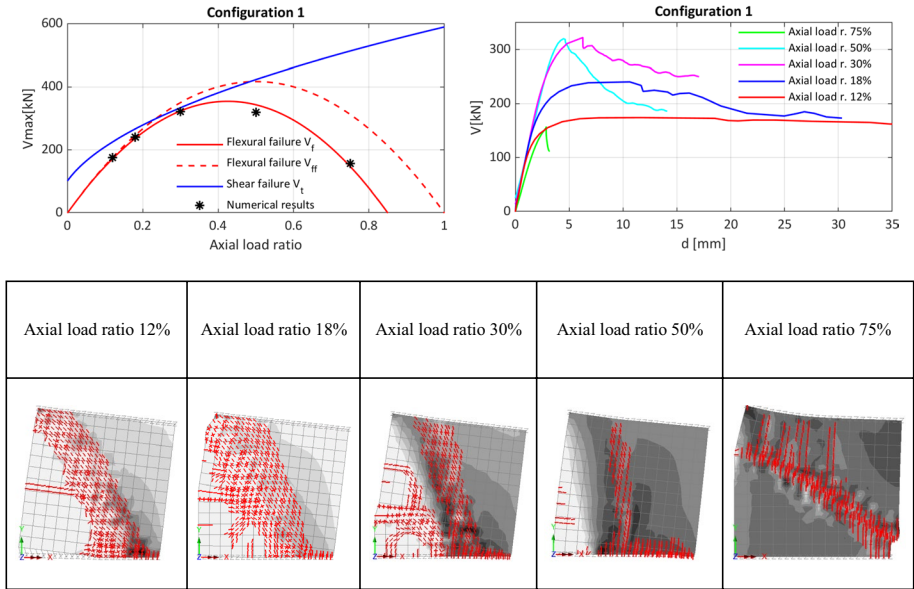 Configuration 1
600
400
200
0
Vmax[kN]
0
0.2
0.4
0.6
0.8
1
Axial load ratio
Flexural failure V_f
Flexural failure V_ff
Shear failure V_t
Numerical results
Configuration 1
300
200
100
0
V[kN]
0
5
10
15
20
25
30
35
d [mm]
Axial load r. 75%
Axial load r. 50%
Axial load r. 30%
Axial load r. 18%
Axial load r. 12%
Axial load ratio 12%
Axial load ratio 18%
Axial load ratio 30%
Axial load ratio 50%
Axial load ratio 75%
Y
Z
X
Y
Z
X
Y
Z
X
Y
Z
X
Y
Z
X